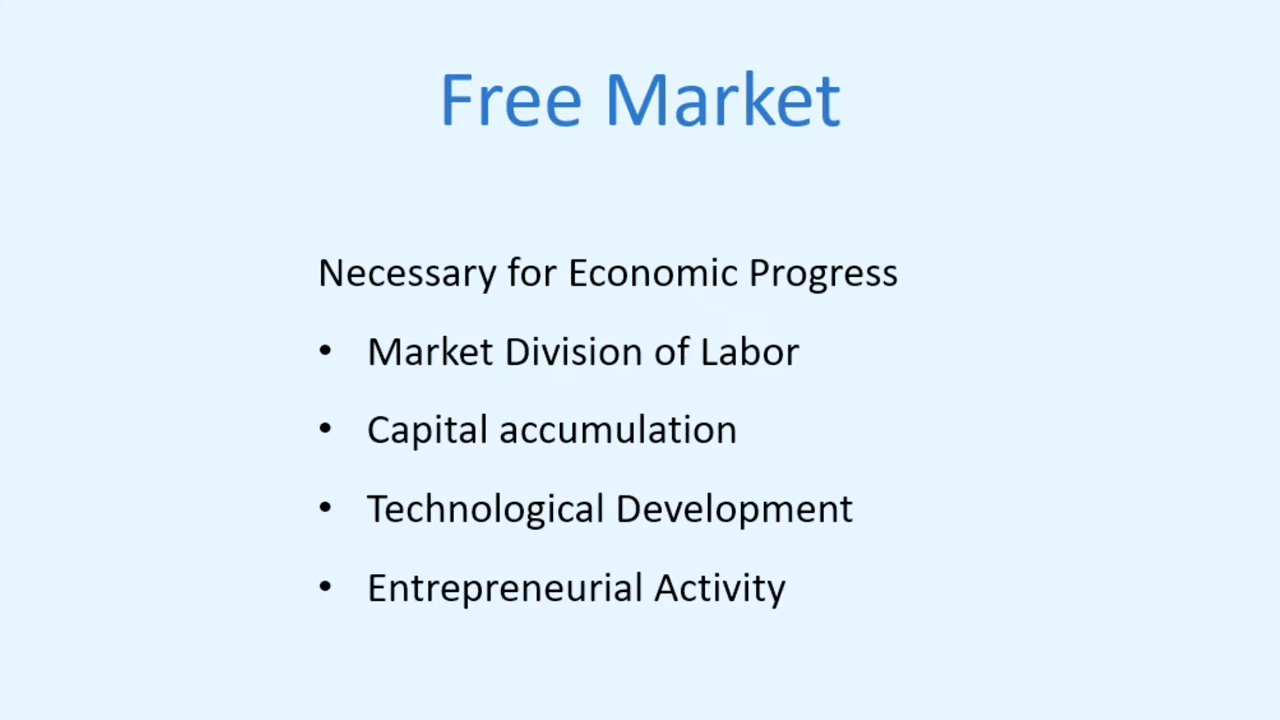 Free Market
Necessary for Economic Progress
• Market Division of Labor
• Capital accumulation
• Technological Development
• Entrepreneurial Activity